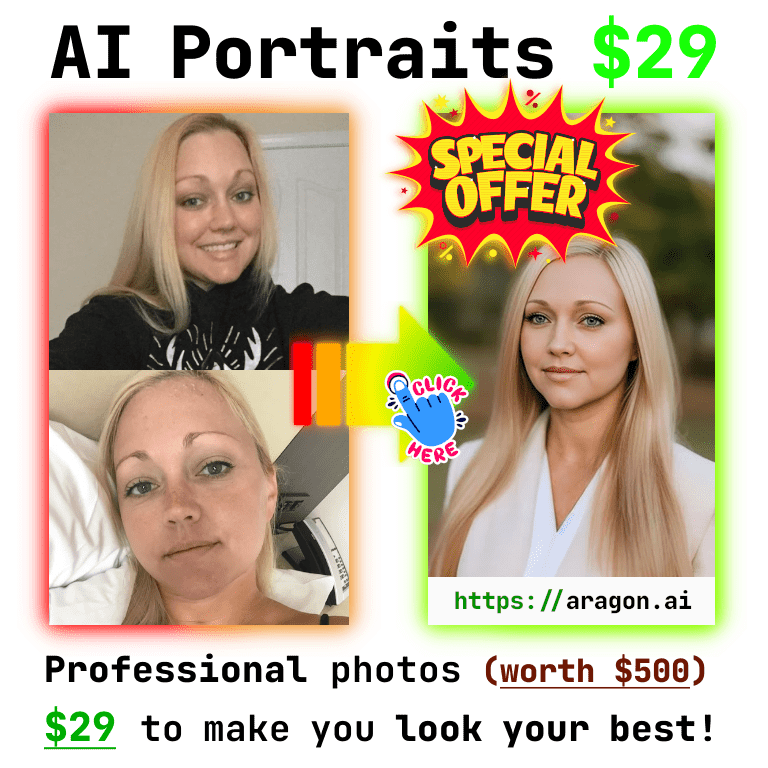 AI Portraits $29
SPECIAL
OFFER
CLICK
HERE
https://aragon.ai
Professional photos (worth $500)
$29 to make you look your best!